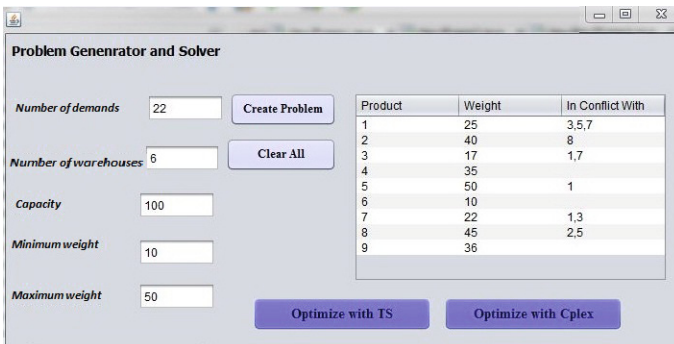 Problem Genenrator and Solver
Number of demands 22 Create Problem
Number of warehouses 6 Clear All
Capacity 100
Minimum weight 10
Maximum weight 50
Product Weight In Conflict With
1 25 3,5,7
2 40 8
3 17 1,7
4 35
5 50 1
6 10
7 22 1,3
8 45 2,5
9 36
Optimize with TS Optimize with Cplex